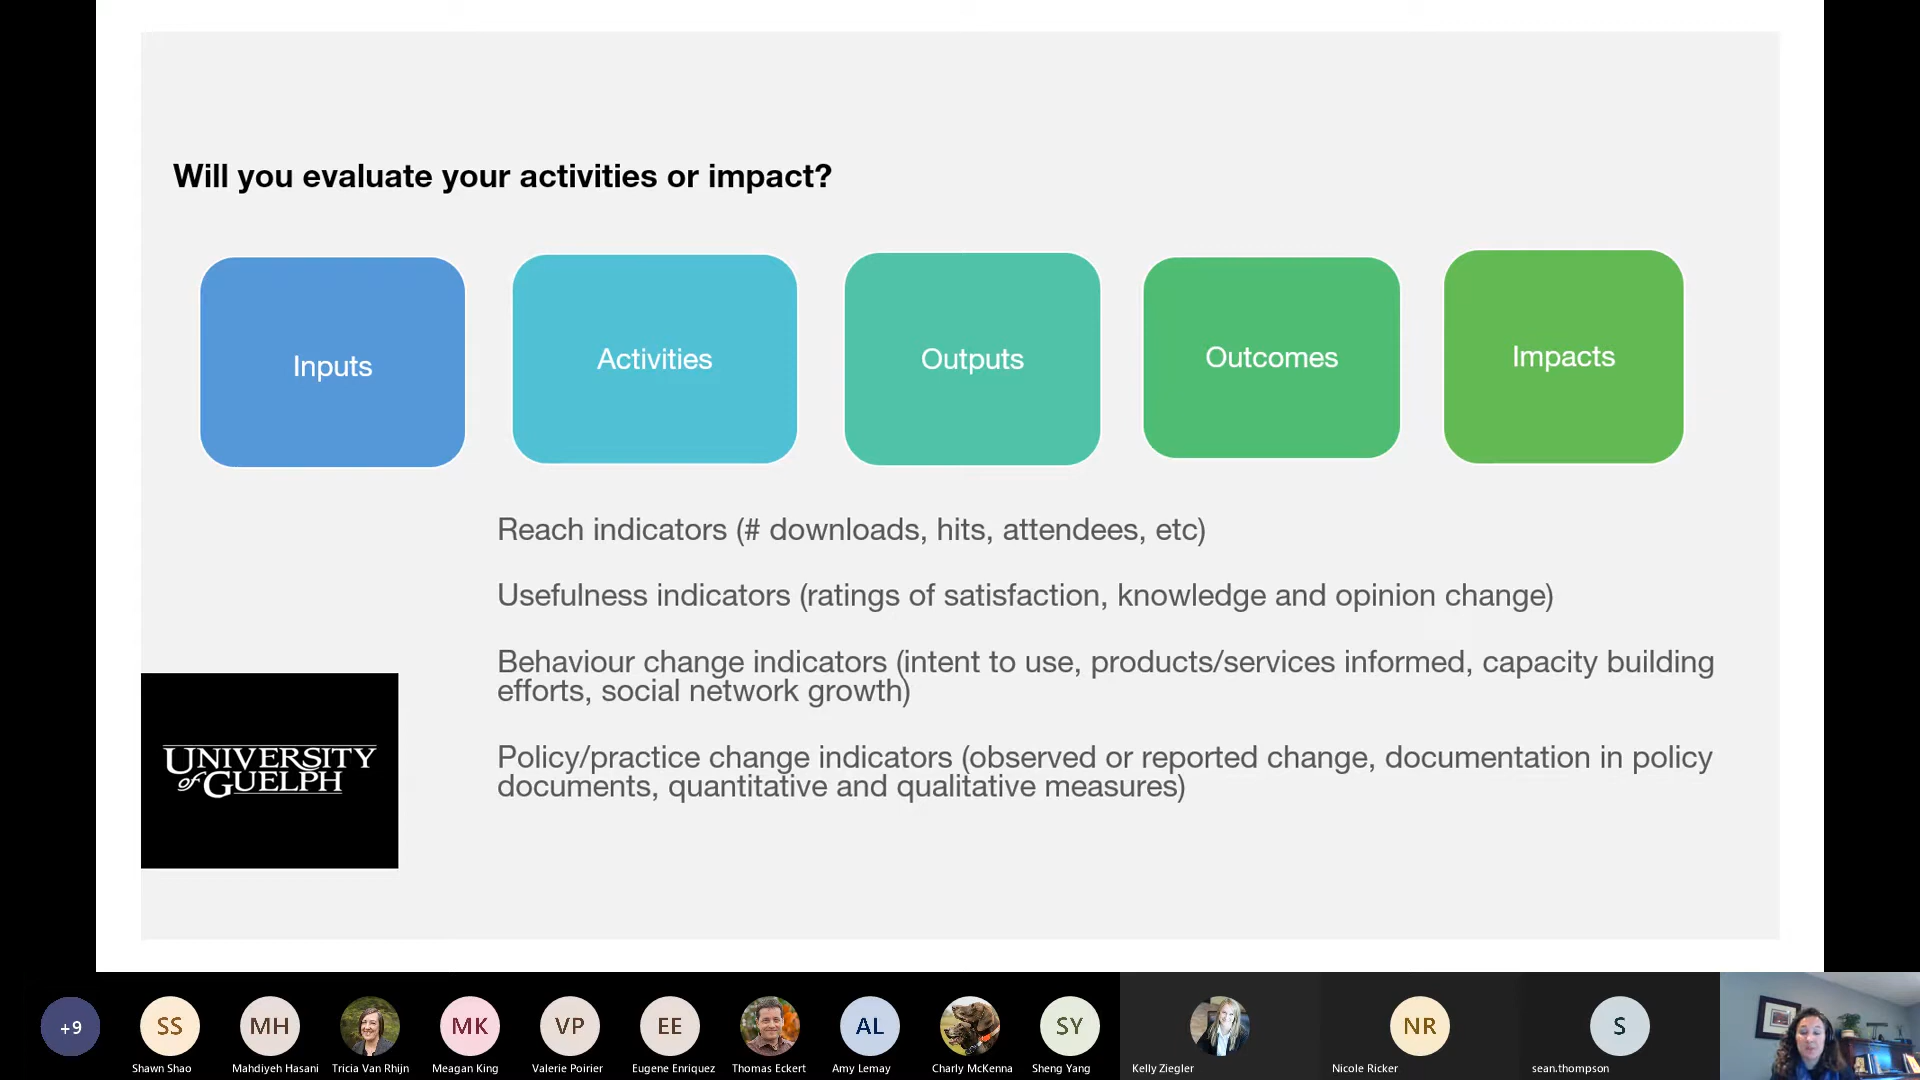 Will you evaluate your activities or impact?
Inputs
Activities
Outputs
Outcomes
Impacts
Reach indicators (# downloads, hits, attendees, etc)
Usefulness indicators (ratings of satisfaction, knowledge and opinion change)
Behaviour change indicators (intent to use, products/services informed, capacity building
efforts, social network growth)
Policy/practice change indicators (observed or reported change, documentation in policy
documents, quantitative and qualitative measures)
UNIVERSITY
of GUELPH
+9
SS
MH
MK
VP
EE
AL
SY
NR
S
Shawn Shao
Mahdiyeh Hasani
Tricia Van Rhijn
Meagan King
Valerie Poirier
Eugene Enriquez
Thomas Eckert
Amy Lemay
Charly McKenna
Sheng Yang
Kelly Ziegler
Nicole Ricker
sean.thompson